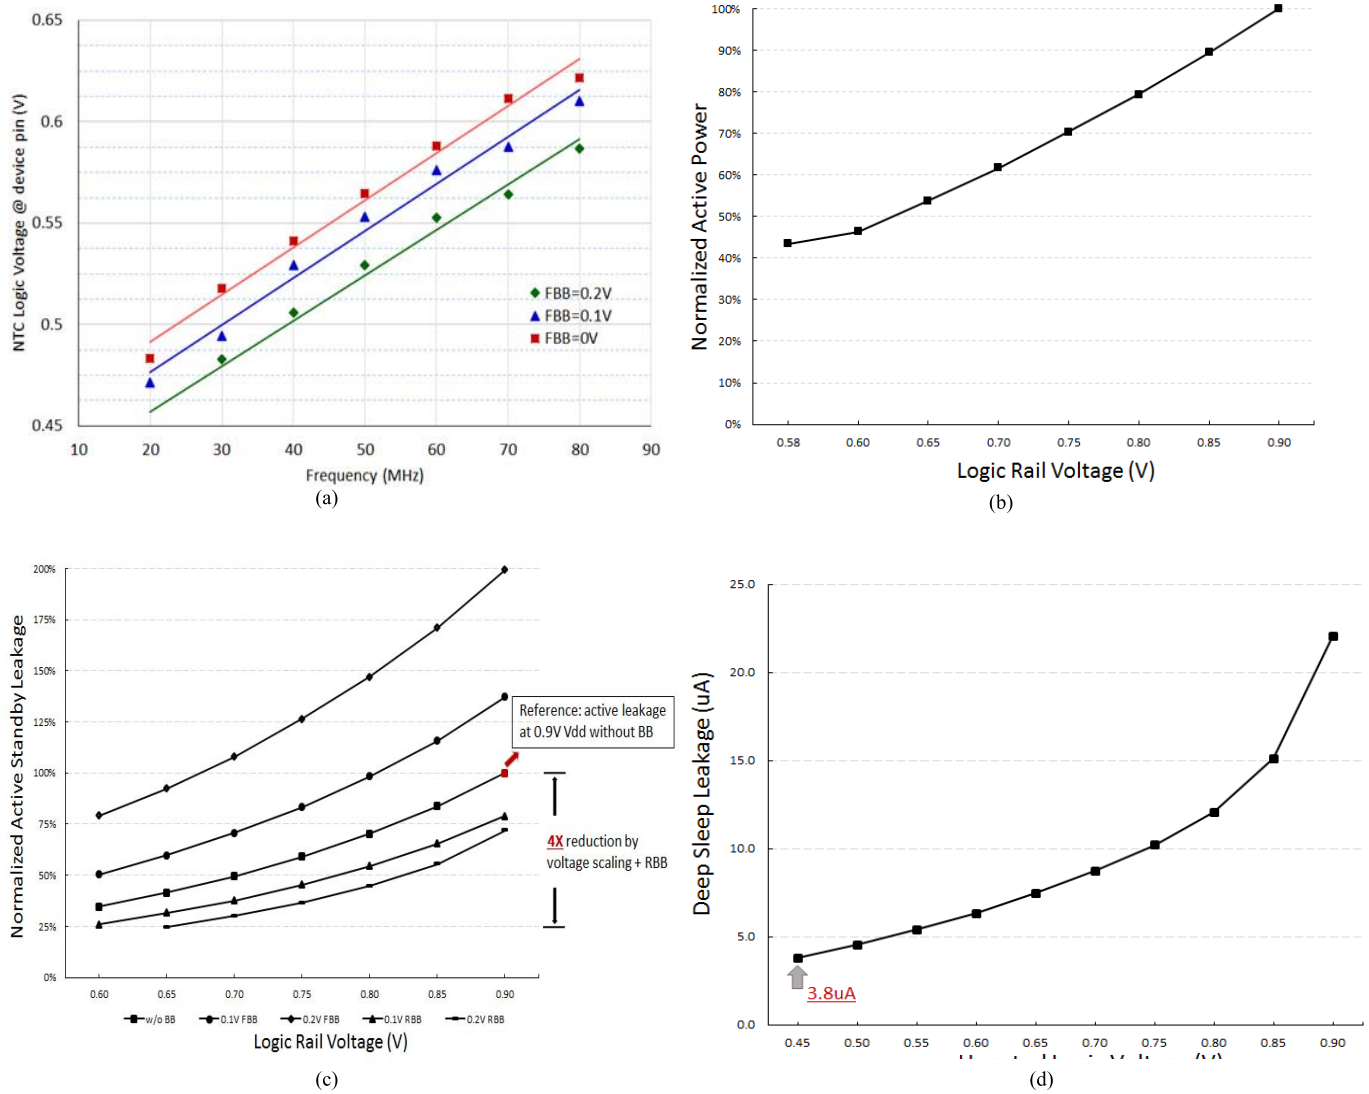 0.65
0.6
0.55
0.5
0.45
NTC Logic Voltage @ device pin (V)
FBB=0.2V
FBB=0.1V
FBB=0V
10 20 30 40 50 60 70 80 90
Frequency (MHz)
(a)
100%
90%
80%
70%
60%
50%
40%
30%
20%
10%
0%
Normalized Active Power
0.58 0.60 0.65 0.70 0.75 0.80 0.85 0.90
Logic Rail Voltage (V)
(b)
200%
175%
150%
125%
100%
75%
50%
25%
0%
Normalized Active Standby Leakage
Reference: active leakage
at 0.9V Vdd without BB
4X reduction by
voltage scaling + RBB
0.60 0.65 0.70 0.75 0.80 0.85 0.90
w/o BB 0.1V FBB 0.2V FBB 0.1V RBB 0.2V RBB
Logic Rail Voltage (V)
(c)
25.0
20.0
15.0
10.0
5.0
0.0
Deep Sleep Leakage (uA)
3.8uA
0.45 0.50 0.55 0.60 0.65 0.70 0.75 0.80 0.85 0.90
(d)